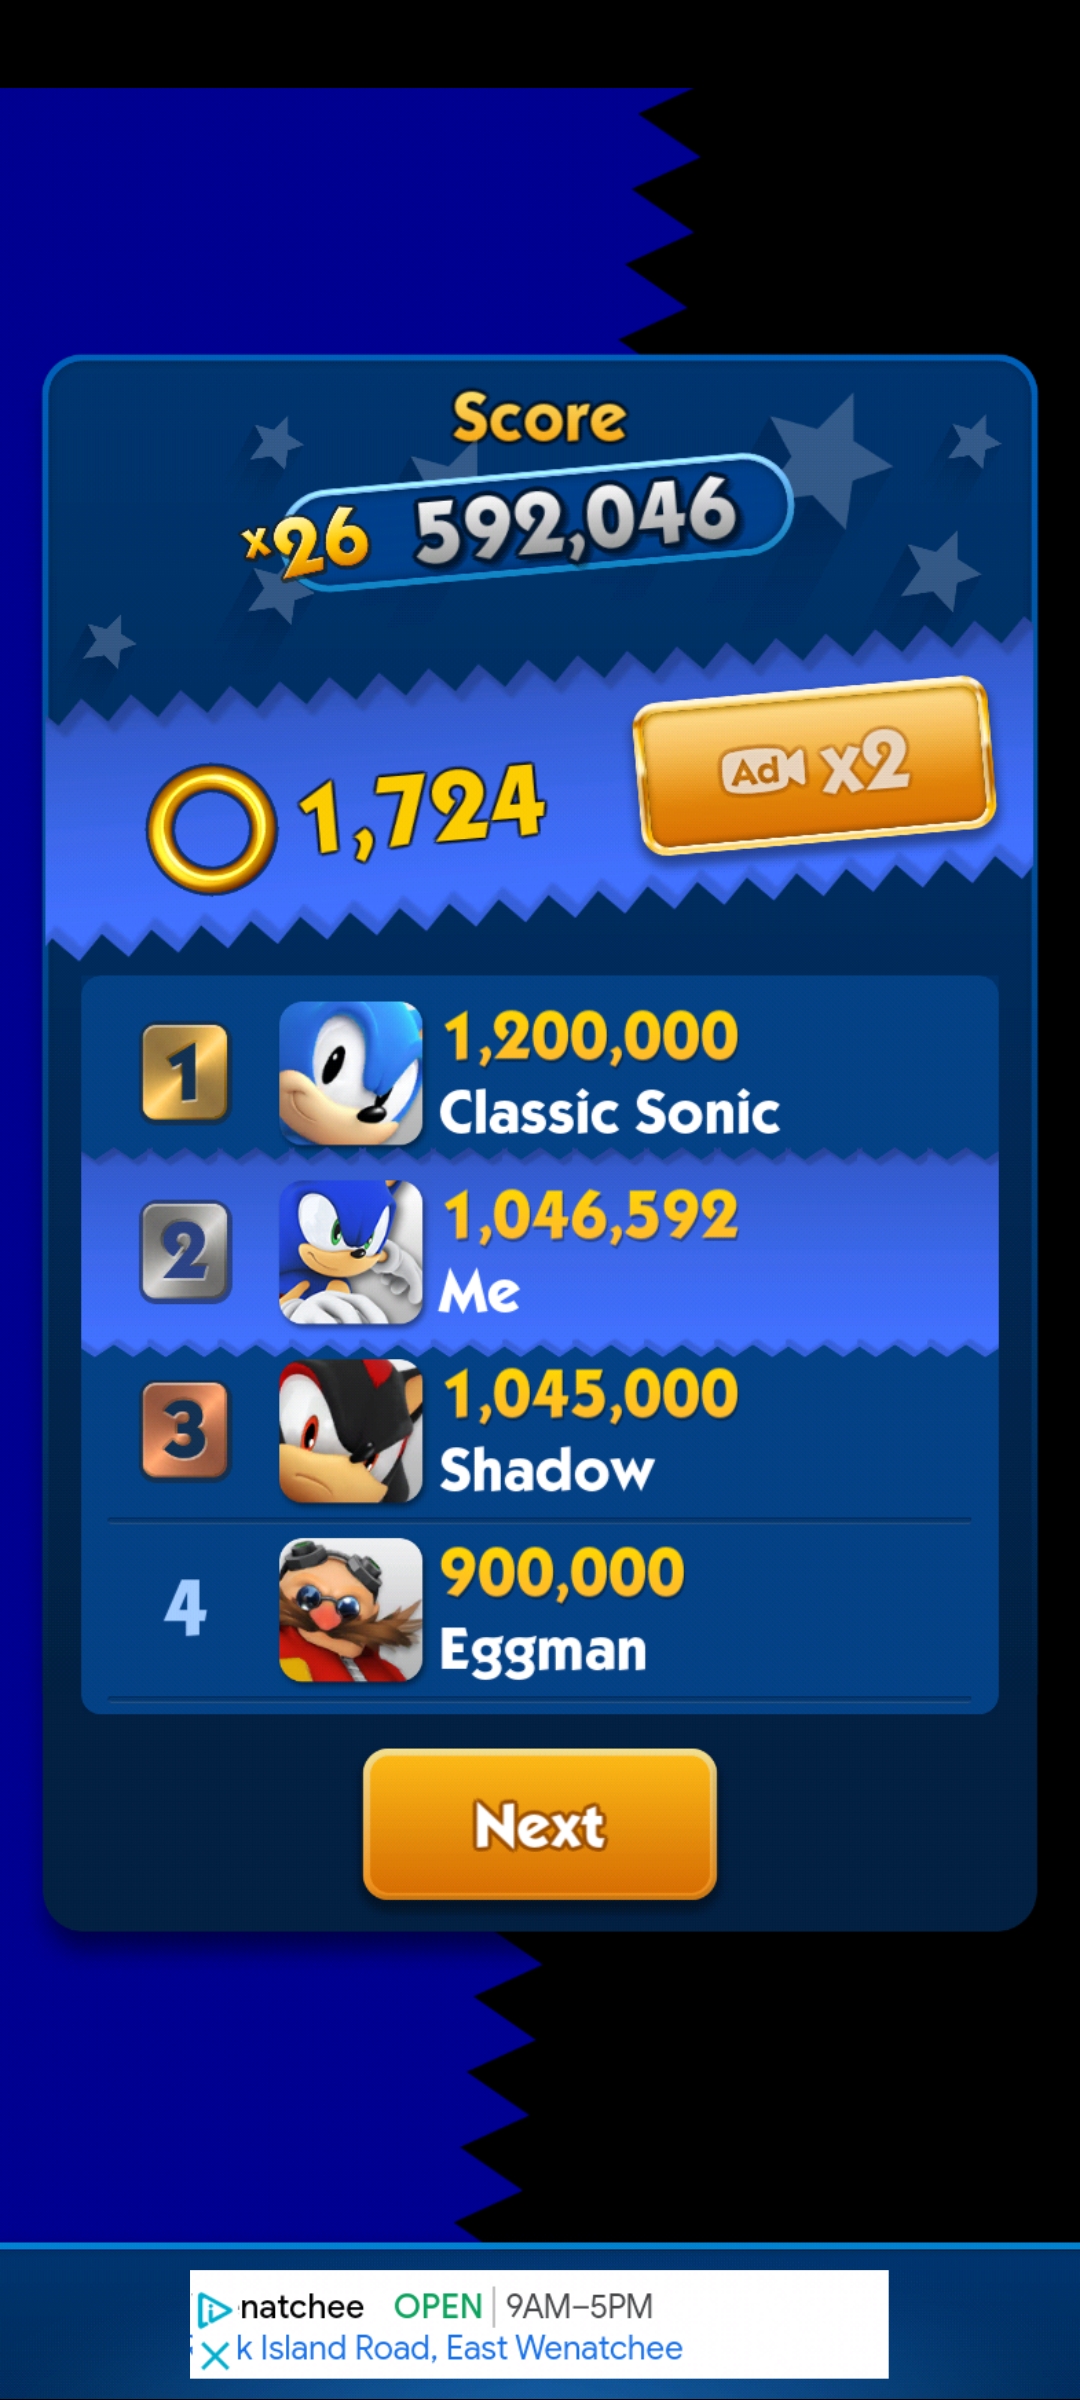 Score
x26 592,046
1,724
Ad x2
1 1,200,000
Classic Sonic
2 1,046,592
Me
3 1,045,000
Shadow
4 900,000
Eggman
Next
natchee OPEN | 9AM–5PM
k Island Road, East Wenatchee